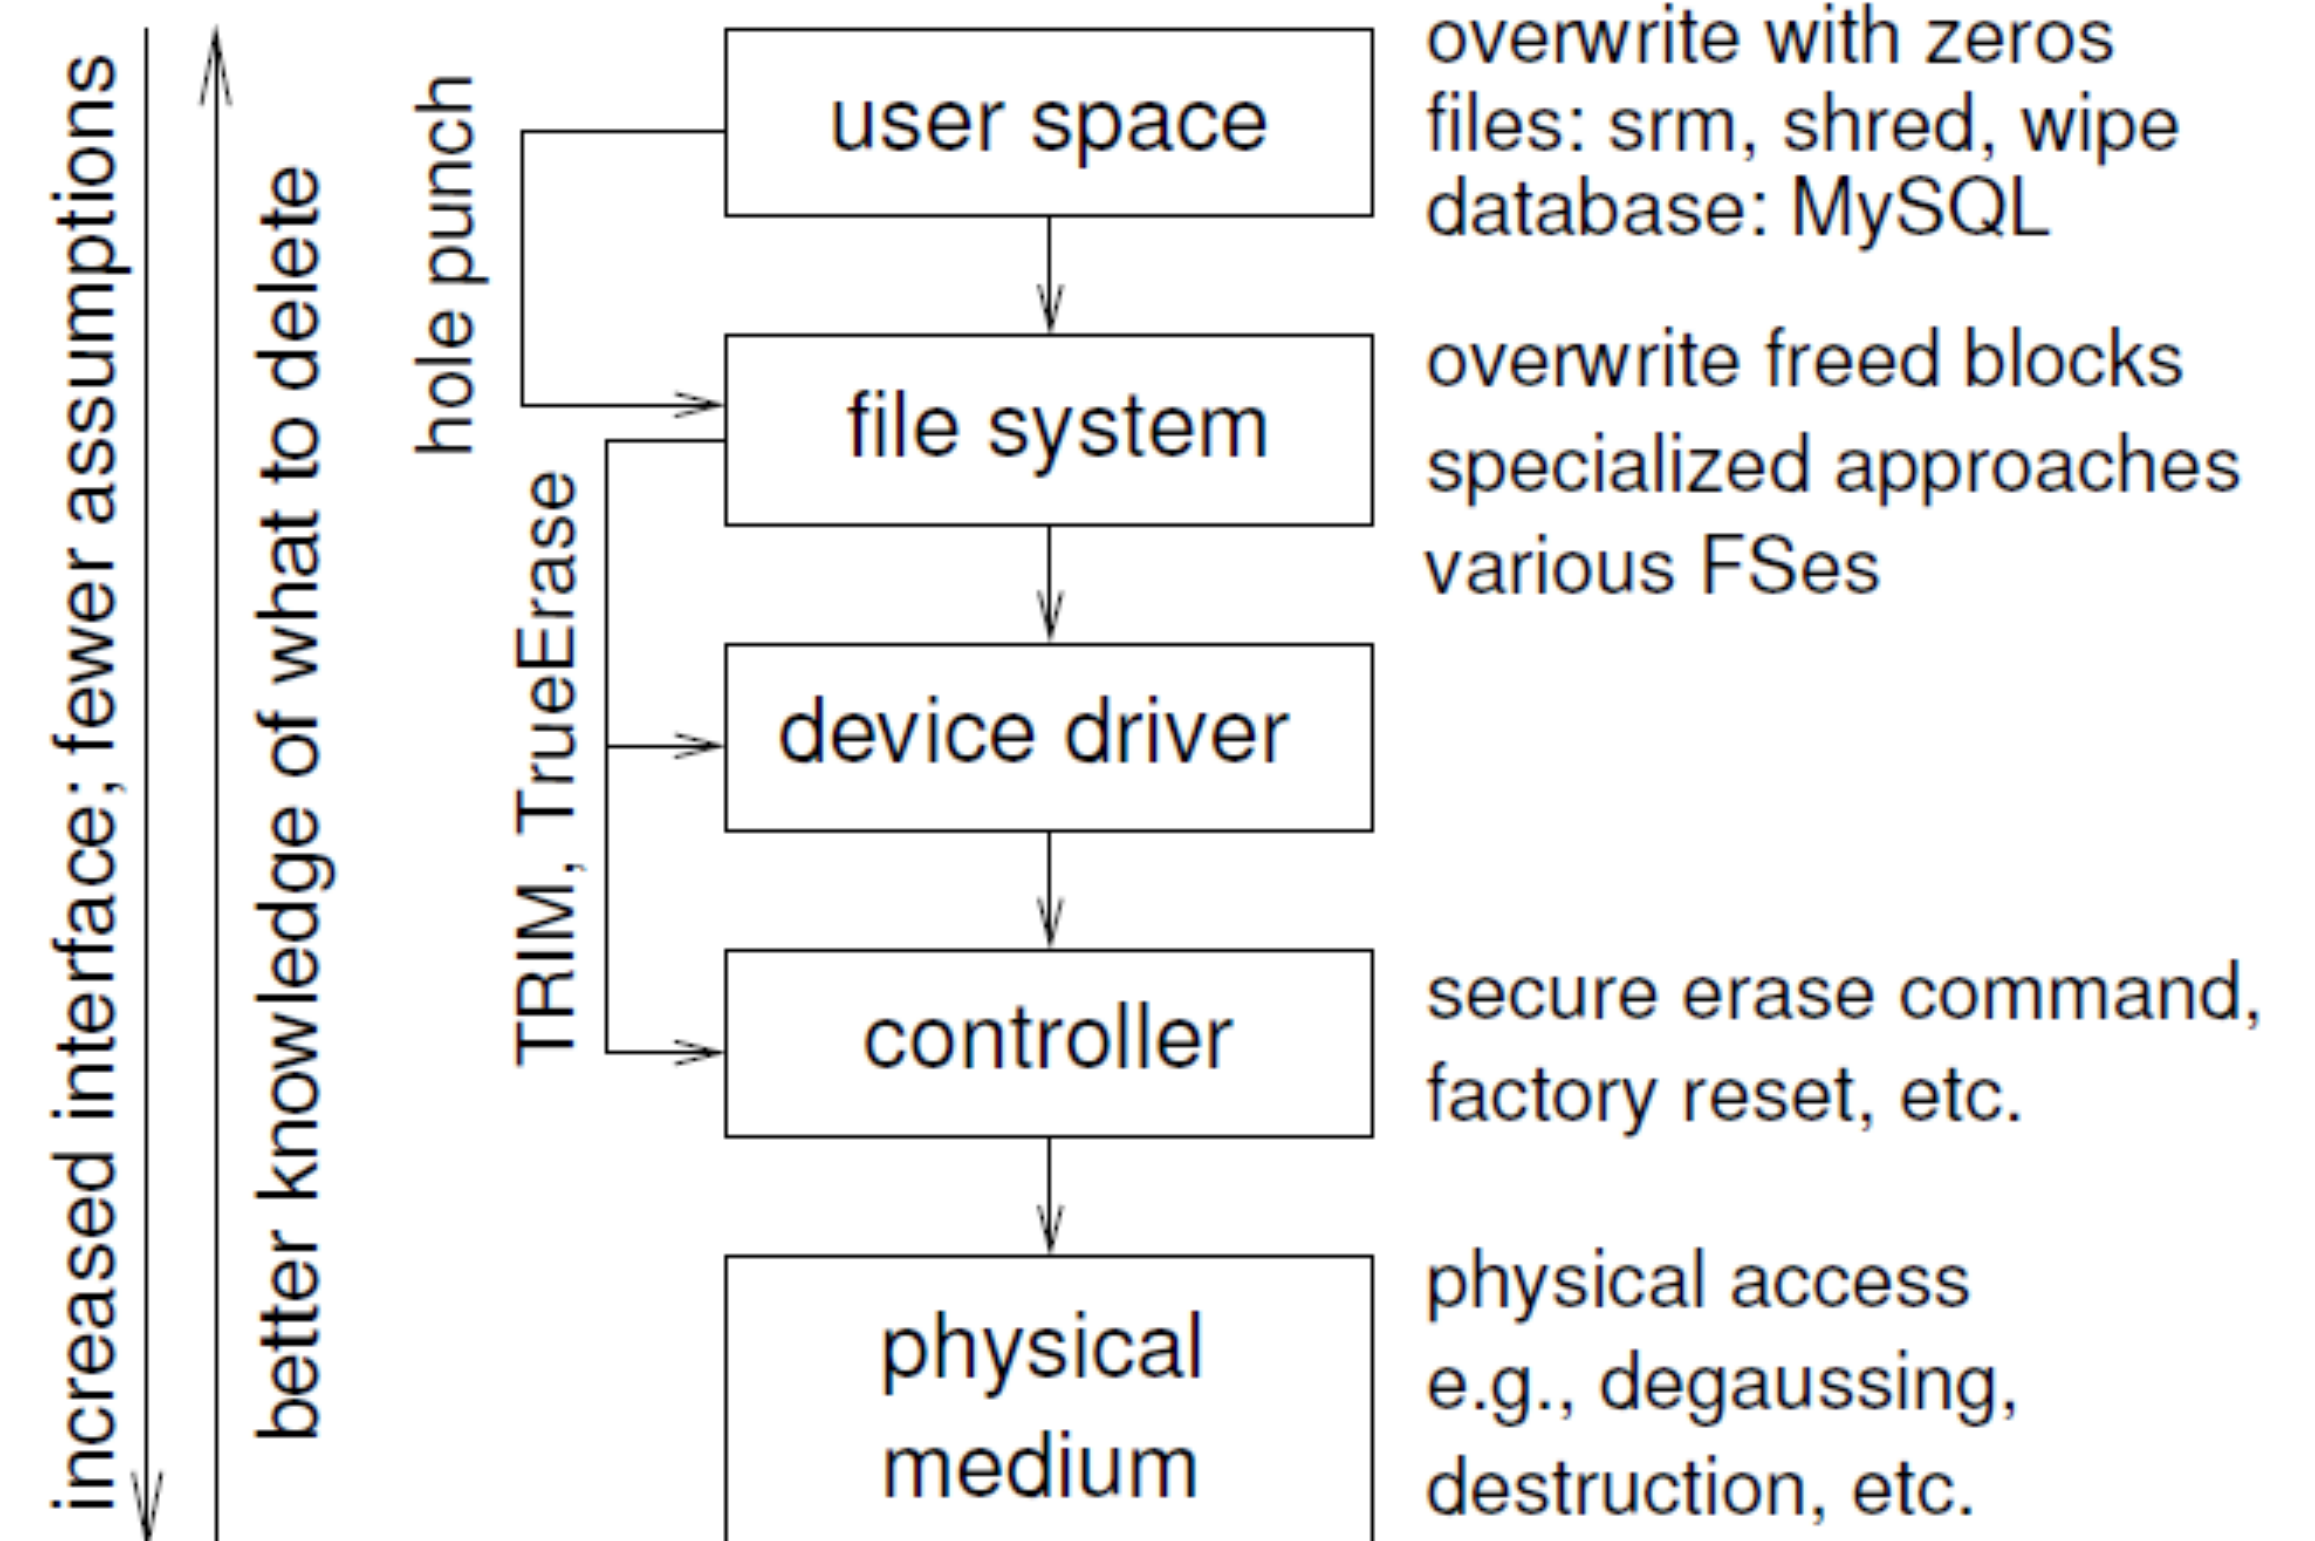 increased interface; fewer assumptions
better knowledge of what to delete
hole punch
TRIM, TrueErase
user space
overwrite with zeros
files: srm, shred, wipe
database: MySQL
file system
overwrite freed blocks
specialized approaches
various FSes
device driver
controller
secure erase command,
factory reset, etc.
physical
medium
physical access
e.g., degaussing,
destruction, etc.